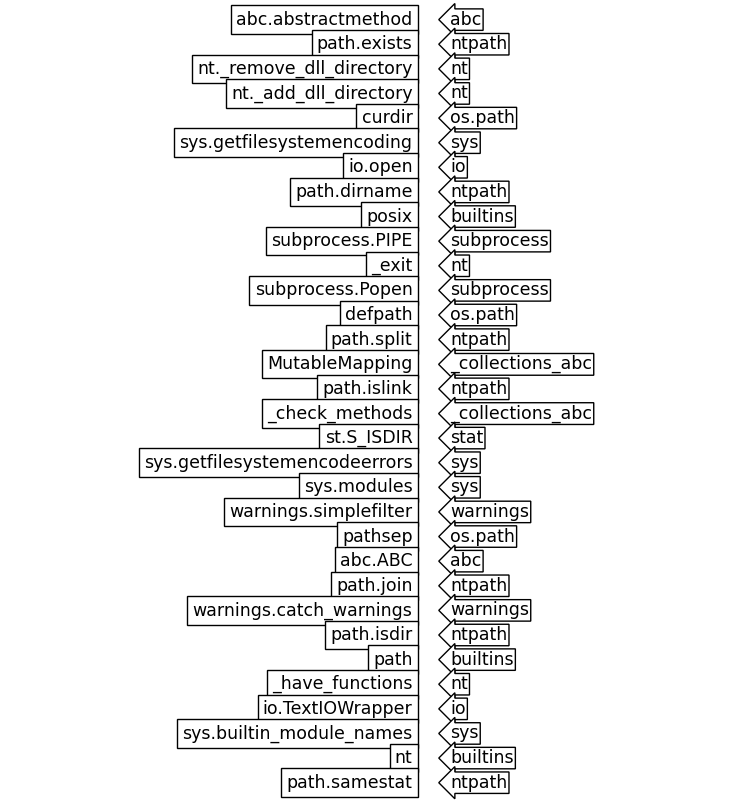 abc.abstractmethod abc
path.exists ntpath
nt._remove_dll_directory nt
nt._add_dll_directory nt
curdir os.path
sys.getfilesystemencoding sys
io.open io
path.dirname ntpath
posix builtins
subprocess.PIPE subprocess
_exit nt
subprocess.Popen subprocess
defpath os.path
path.split ntpath
MutableMapping _collections_abc
path.islink ntpath
_check_methods _collections_abc
st.S_ISDIR stat
sys.getfilesystemencodeerrors sys
sys.modules sys
warnings.simplefilter warnings
pathsep os.path
abc.ABC abc
path.join ntpath
warnings.catch_warnings warnings
path.isdir ntpath
path builtins
_have_functions nt
io.TextIOWrapper io
sys.builtin_module_names sys
nt builtins
path.samestat ntpath